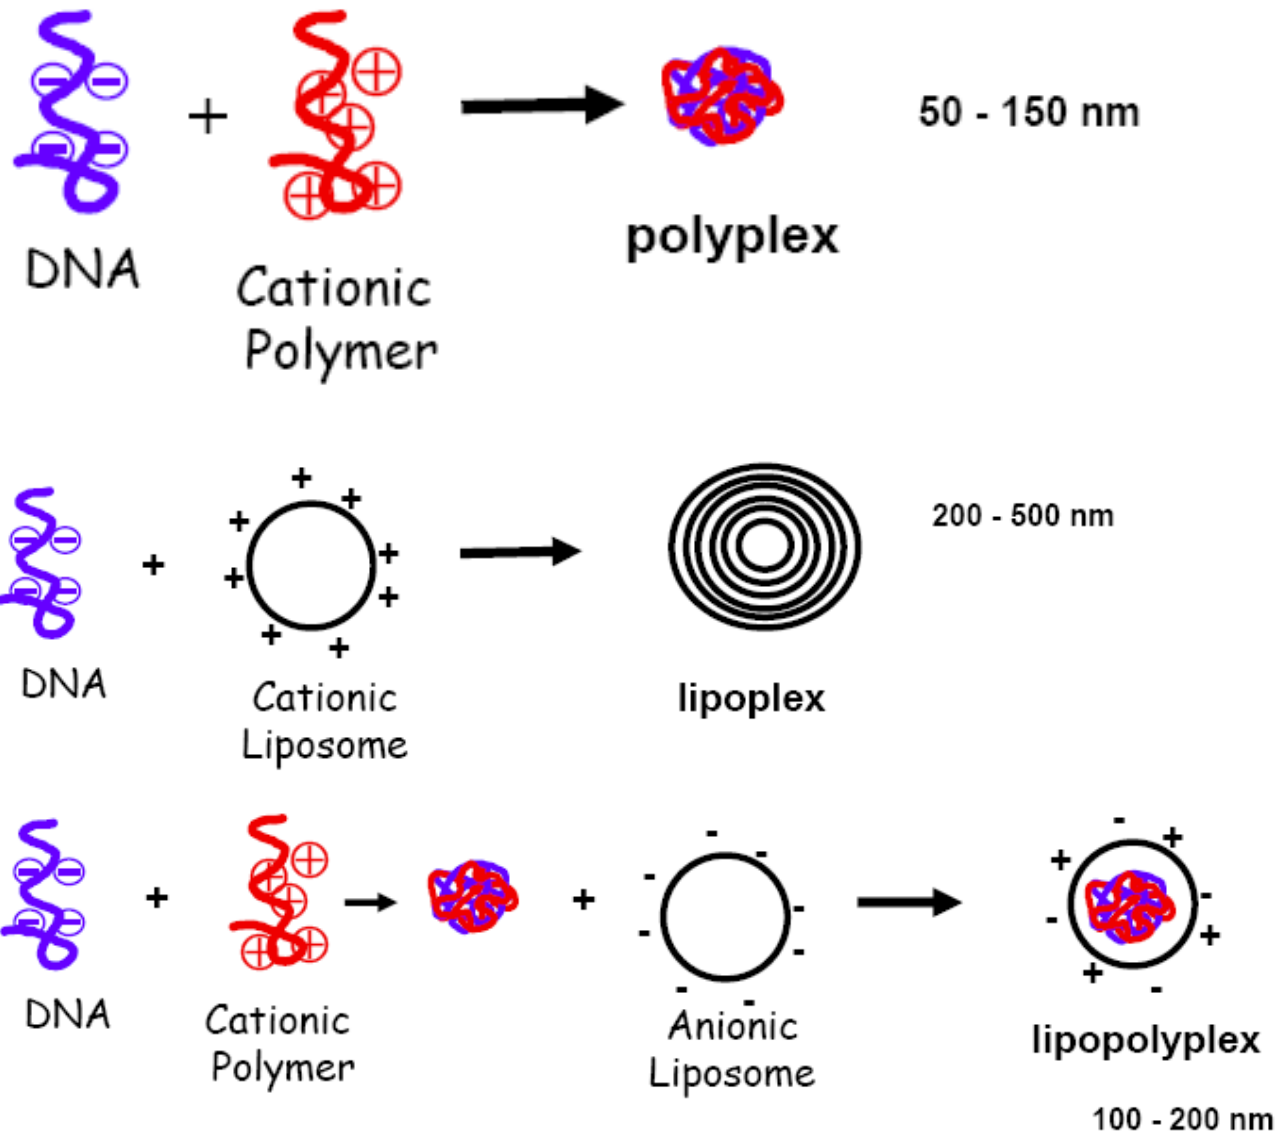 DNA
+
Cationic
Polymer
polyplex
50 - 150 nm
DNA
+
Cationic
Liposome
lipoplex
200 - 500 nm
DNA
+
Cationic
Polymer
+
Anionic
Liposome
lipopolyplex
100 - 200 nm